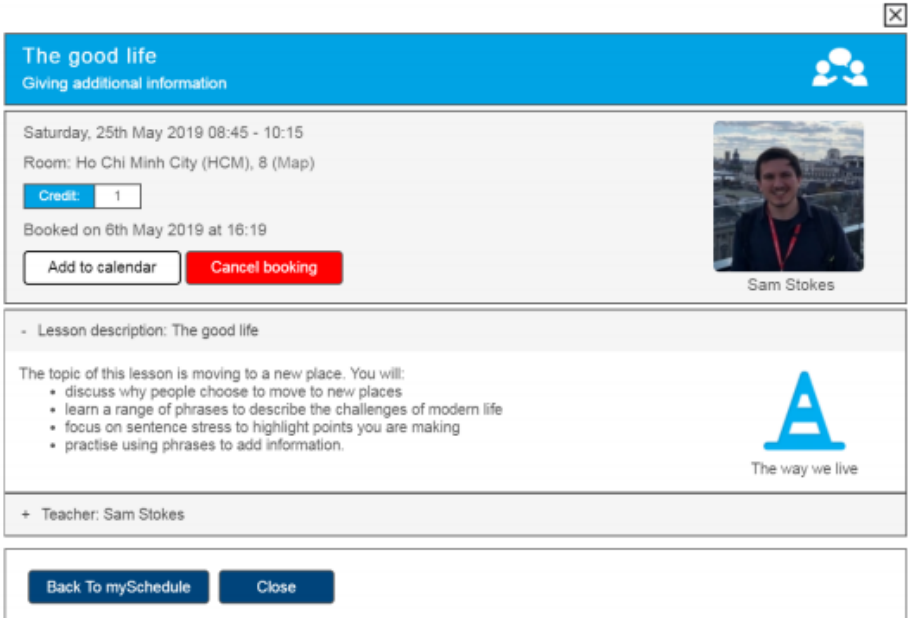 The good life
Giving additional information
Saturday, 25th May 2019 08:45 - 10:15
Room: Ho Chi Minh City (HCM), 8 (Map)
Credit: 1
Booked on 6th May 2019 at 16:19
Add to calendar Cancel booking
Sam Stokes
- Lesson description: The good life
The topic of this lesson is moving to a new place. You will:
• discuss why people choose to move to new places
• learn a range of phrases to describe the challenges of modern life
• focus on sentence stress to highlight points you are making
• practise using phrases to add information.
The way we live
+ Teacher: Sam Stokes
Back To mySchedule Close